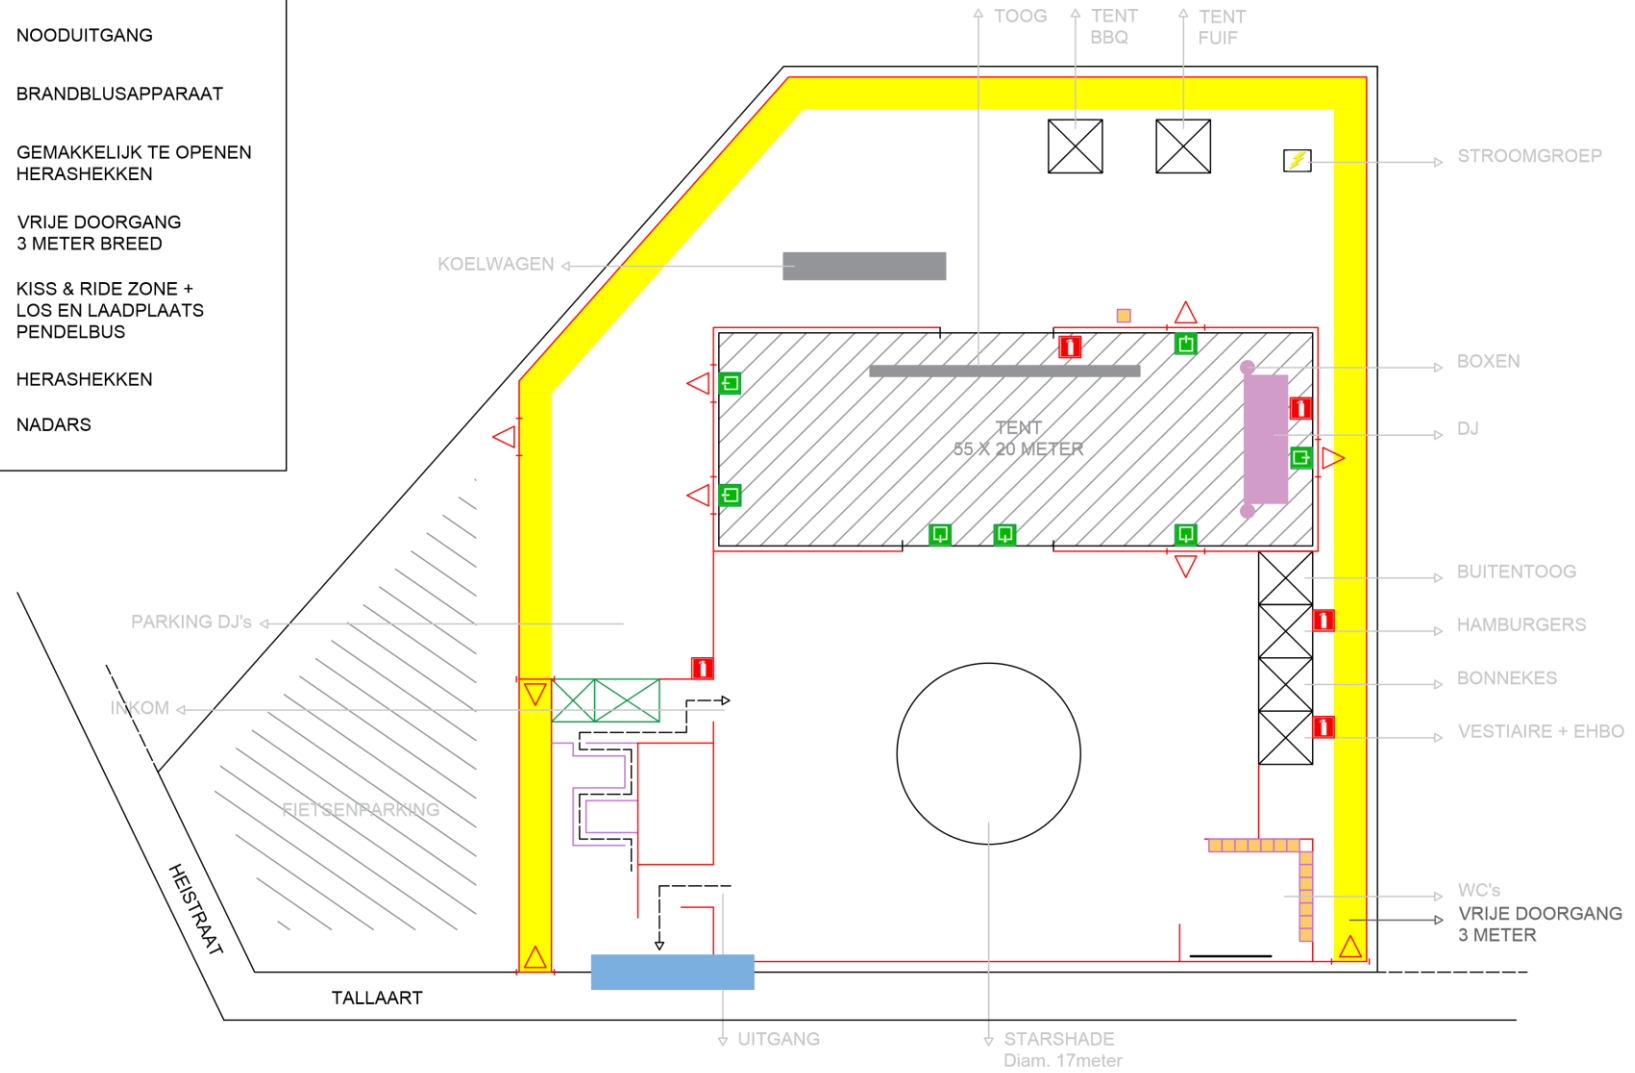 NOODUITGANG
BRANDBLUSAPPARAAT
GEMAKKELIJK TE OPENEN
HERASHEKKEN
VRIJE DOORGANG
3 METER BREED
KISS & RIDE ZONE +
LOS EN LAADPLAATS
PENDELBUS
HERASHEKKEN
NADARS
TOOG
TENT
BBQ
TENT
FUIF
STROOMGROEP
KOELWAGEN
BOXEN
DJ
TENT
55 X 20 METER
BUITENTOOG
HAMBURGERS
BONNEKES
VESTIAIRE + EHBO
PARKING DJ's
INKOM
FIETSENPARKING
HEISTRAAT
TALLAART
WC's
VRIJE DOORGANG
3 METER
UITGANG
STARSHADE
Diam. 17meter